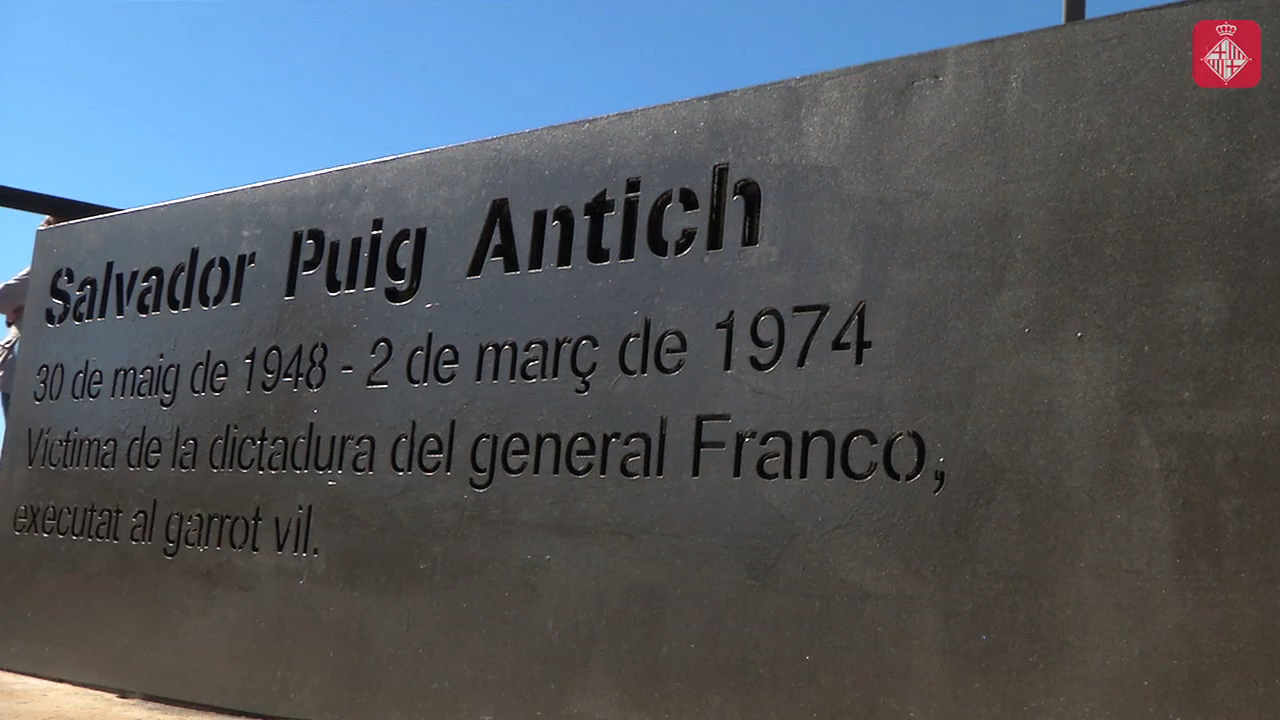 Salvador Puig Antich
30 de maig de 1948 - 2 de març de 1974
Víctima de la dictadura del general Franco,
executat al garrot vil.